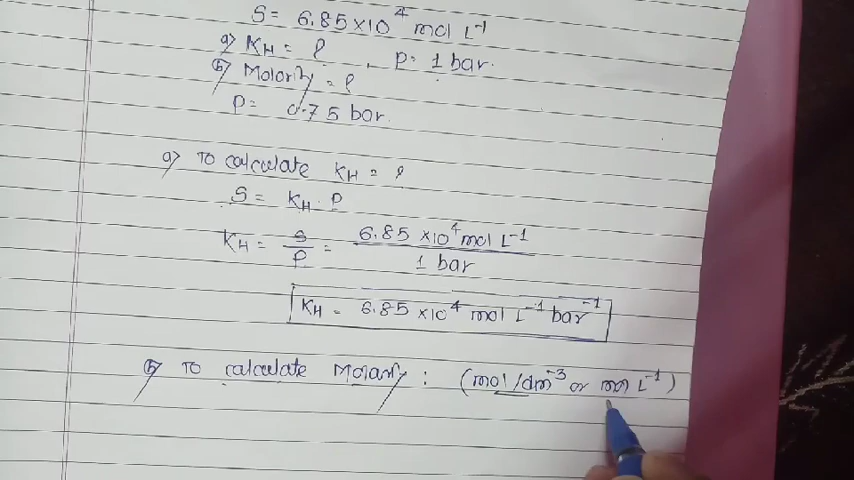 S = 6.85 × 10⁴ mol L⁻¹
a) KH = ? , P = 1 bar.
b) Molarity = ?
P = 0.75 bar.
a) To calculate KH = ?
S = KH . P
KH = S/P = 6.85 × 10⁴ mol L⁻¹ / 1 bar
KH = 6.85 × 10⁴ mol L⁻¹ bar⁻¹
b) To calculate Molarity : (mol/dm⁻³ or mol L⁻¹)